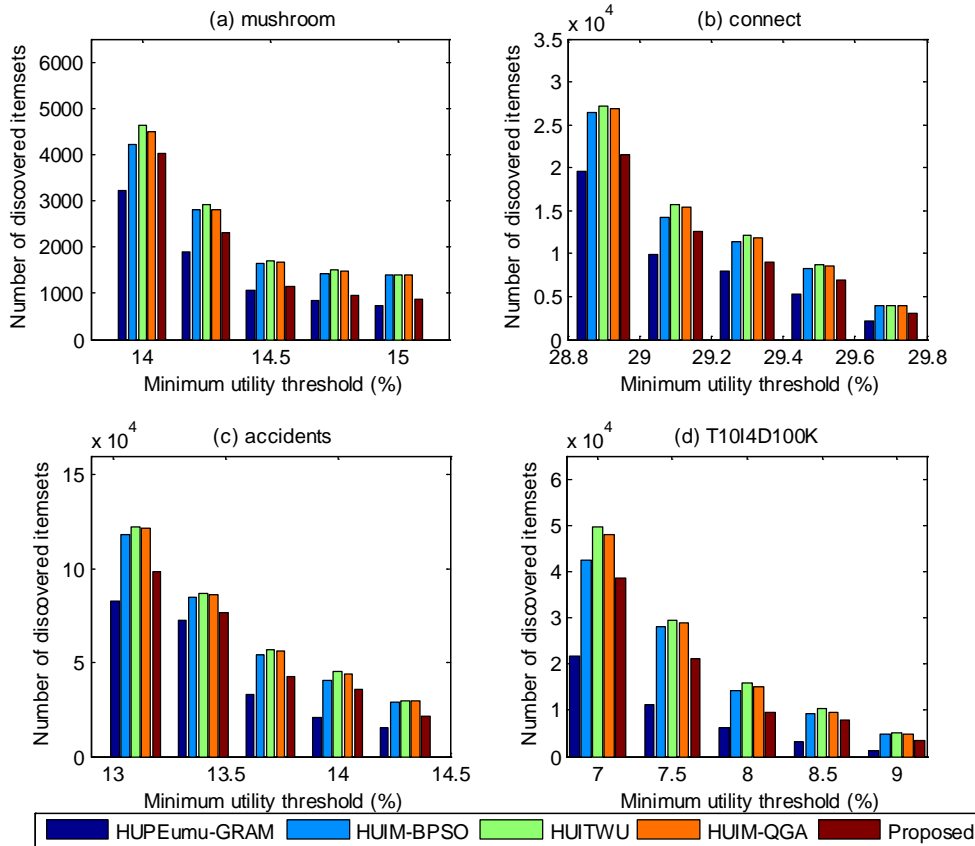 (a) mushroom
6000
5000
4000
3000
2000
1000
0
14
14.5
15
Number of discovered itemsets
Minimum utility threshold (%)
(b) connect
x 10^4
3.5
3
2.5
2
1.5
1
0.5
0
28.8
29
29.2
29.4
29.6
29.8
Number of discovered itemsets
Minimum utility threshold (%)
(c) accidents
x 10^4
15
10
5
0
13
13.5
14
14.5
Number of discovered itemsets
Minimum utility threshold (%)
(d) T10I4D100K
x 10^4
6
5
4
3
2
1
0
7
7.5
8
8.5
9
Number of discovered itemsets
Minimum utility threshold (%)
HUPEumu-GRAM
HUIM-BPSO
HUITWU
HUIM-QGA
Proposed